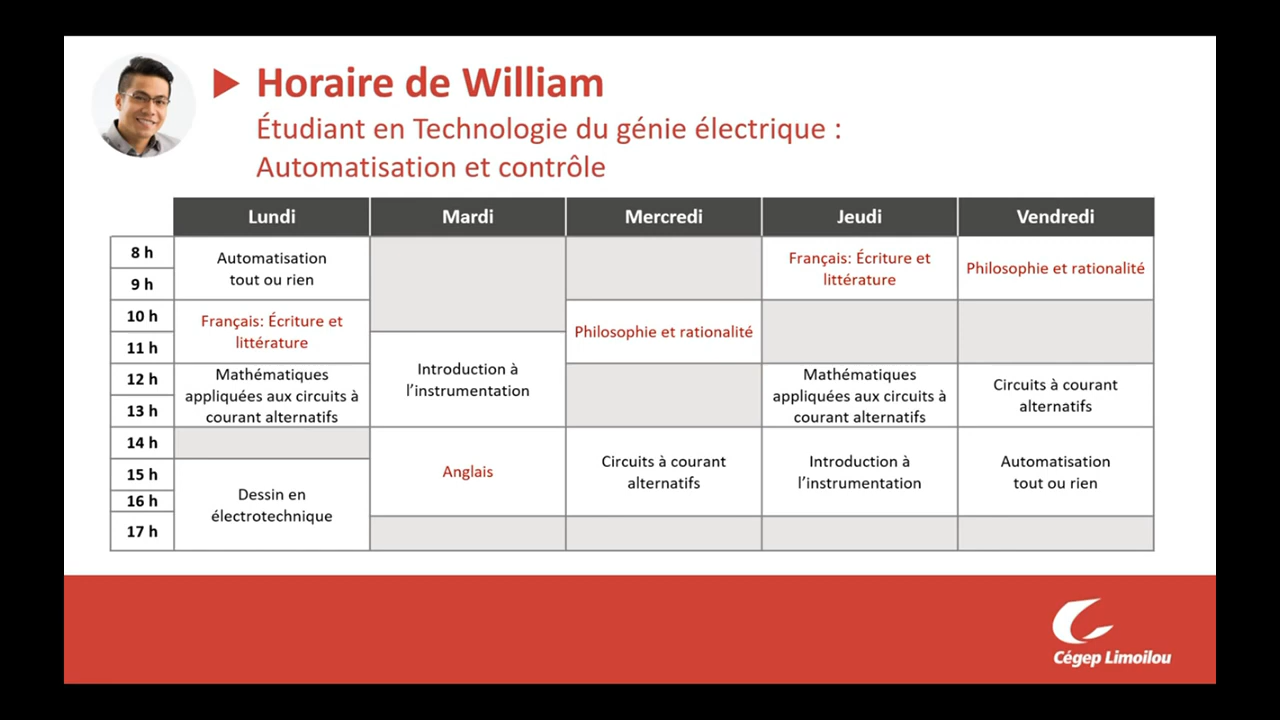 Horaire de William
Étudiant en Technologie du génie électrique :
Automatisation et contrôle
Lundi
Mardi
Mercredi
Jeudi
Vendredi
8 h
Automatisation
tout ou rien
Français: Écriture et
littérature
Philosophie et rationalité
9 h
10 h
Français: Écriture et
littérature
Philosophie et rationalité
11 h
Introduction à
l’instrumentation
12 h
Mathématiques
appliquées aux circuits à
courant alternatifs
Mathématiques
appliquées aux circuits à
courant alternatifs
Circuits à courant
alternatifs
13 h
14 h
Anglais
Circuits à courant
alternatifs
Introduction à
l’instrumentation
Automatisation
tout ou rien
15 h
Dessin en
électrotechnique
16 h
17 h
Cégep Limoilou